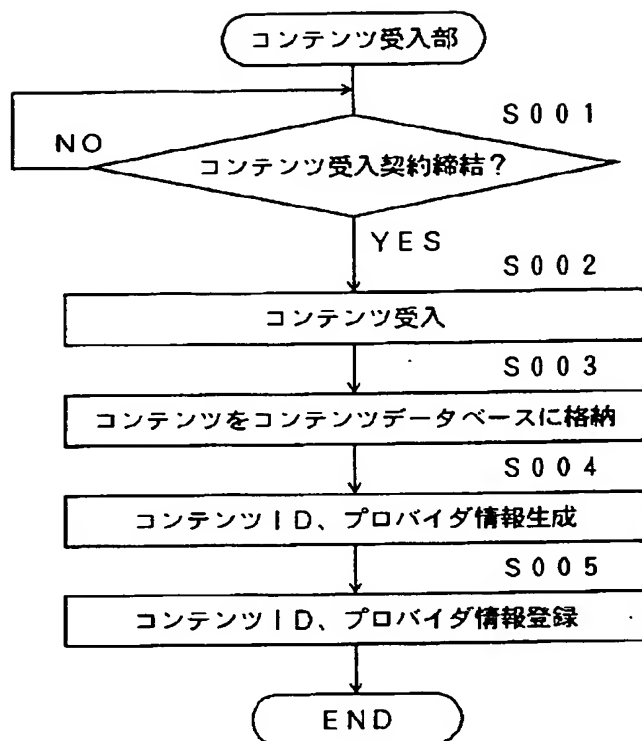 コンテンツ受入部
S001
NO
コンテンツ受入契約締結?
YES
S002
コンテンツ受入
S003
コンテンツをコンテンツデータベースに格納
S004
コンテンツID、プロバイダ情報生成
S005
コンテンツID、プロバイダ情報登録
END